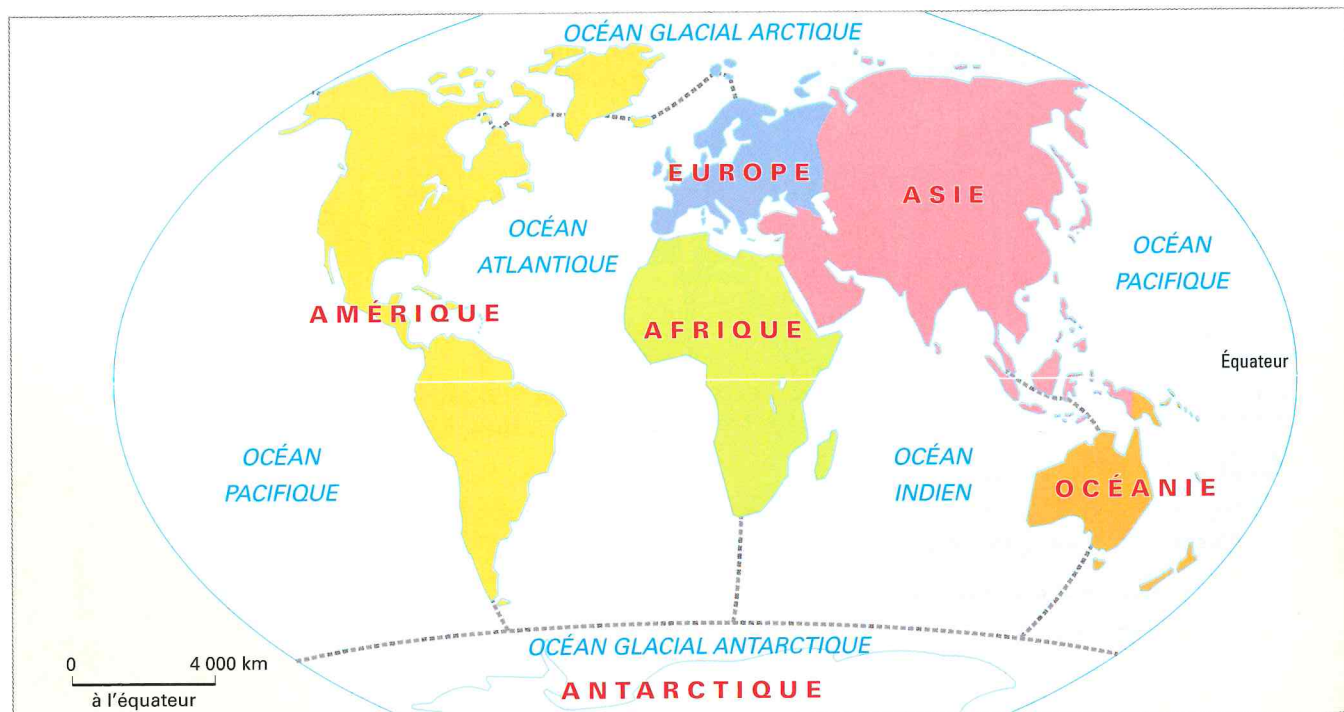 OCÉAN GLACIAL ARCTIQUE
EUROPE
ASIE
OCÉAN
ATLANTIQUE
OCÉAN
PACIFIQUE
AMÉRIQUE
AFRIQUE
Équateur
OCÉAN
PACIFIQUE
OCÉAN
INDIEN
OCÉANIE
OCÉAN GLACIAL ANTARCTIQUE
ANTARCTIQUE
0 4 000 km
à l'équateur